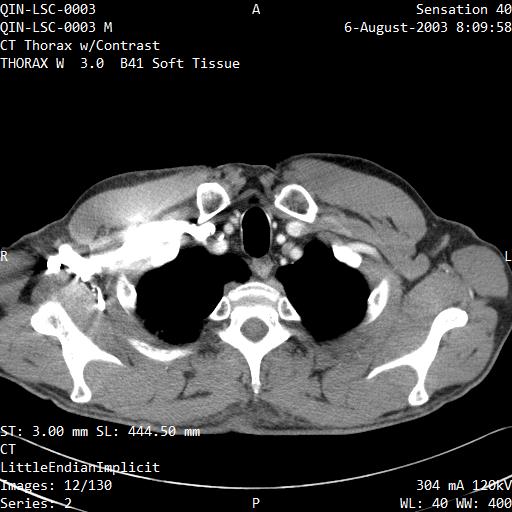 QIN-LSC-0003
A
Sensation 40
QIN-LSC-0003 M
6-August-2003 8:09:58
CT Thorax w/Contrast
THORAX W  3.0  B41 Soft Tissue
R
L
ST: 3.00 mm SL: 444.50 mm
CT
LittleEndianImplicit
Images: 12/130
304 mA 120kV
Series: 2
P
WL: 40 WW: 400